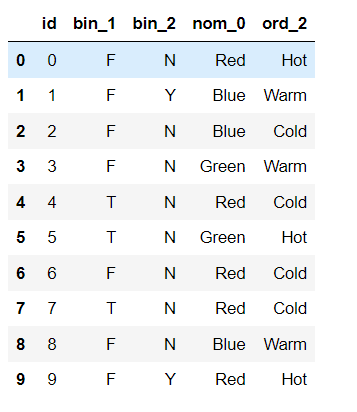 id bin_1 bin_2 nom_0 ord_2
0 0 F N Red Hot
1 1 F Y Blue Warm
2 2 F N Blue Cold
3 3 F N Green Warm
4 4 T N Red Cold
5 5 T N Green Hot
6 6 F N Red Cold
7 7 T N Red Cold
8 8 F N Blue Warm
9 9 F Y Red Hot